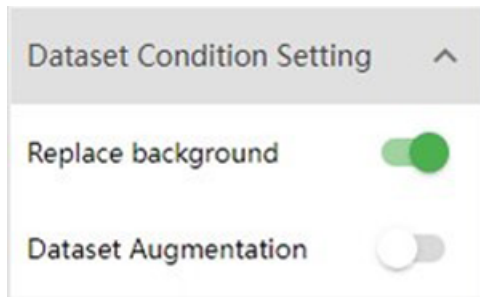 Dataset Condition Setting
Replace background
Dataset Augmentation